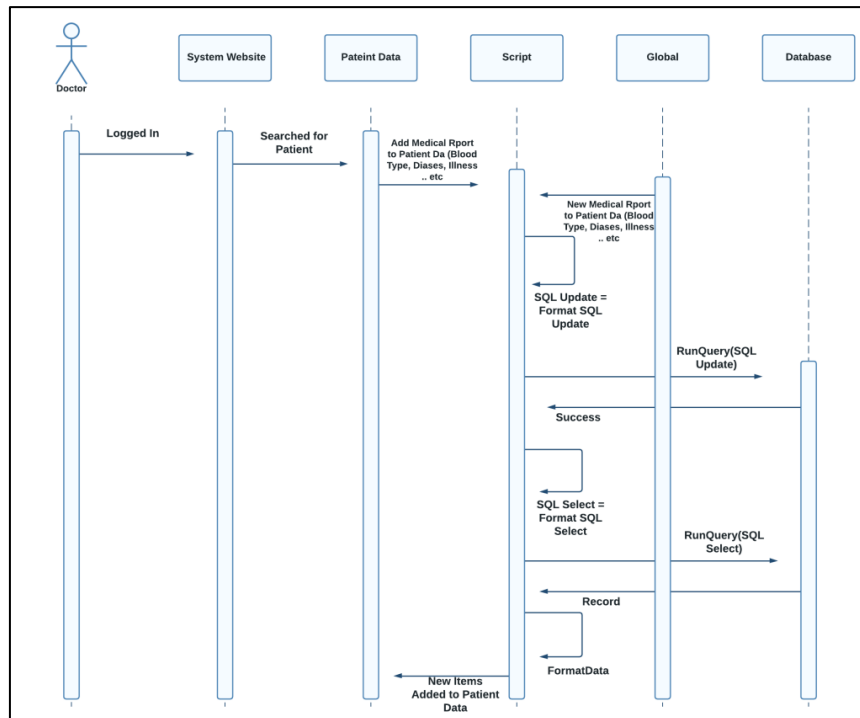 System Website
Pateint Data
Script
Global
Database
Doctor
Logged In
Searched for
Patient
Add Medical Rport
to Patient Da (Blood
Type, Diases, Illness
.. etc
New Medical Rport
to Patient Da (Blood
Type, Diases, Illness
.. etc
SQL Update =
Format SQL
Update
RunQuery(SQL
Update)
Success
SQL Select =
Format SQL
Select
RunQuery(SQL
Select)
Record
FormatData
New Items
Added to Patient
Data